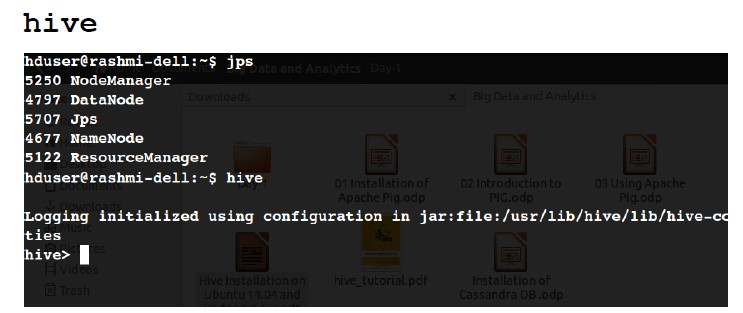 hive
hduser@rashmi-dell:~$ jps
5250 NodeManager
4797 DataNode
5707 Jps
4677 NameNode
5122 ResourceManager
hduser@rashmi-dell:~$ hive
Logging initialized using configuration in jar:file:/usr/lib/hive/lib/hive-co
ties
hive>
Big Data and Analytics Day-1
Downloads x Big Data and Analytics
Documents
Downloads
Music
Pictures
Videos
Trash
Day-1
01 Installation of
Apache Pig.odp
02 Introduction to
PIG.odp
03 Using Apache
Pig.odp
Hive Installation on
Ubuntu 14.04 and
hive_tutorial.pdf
Installation of
Cassandra DB.odp